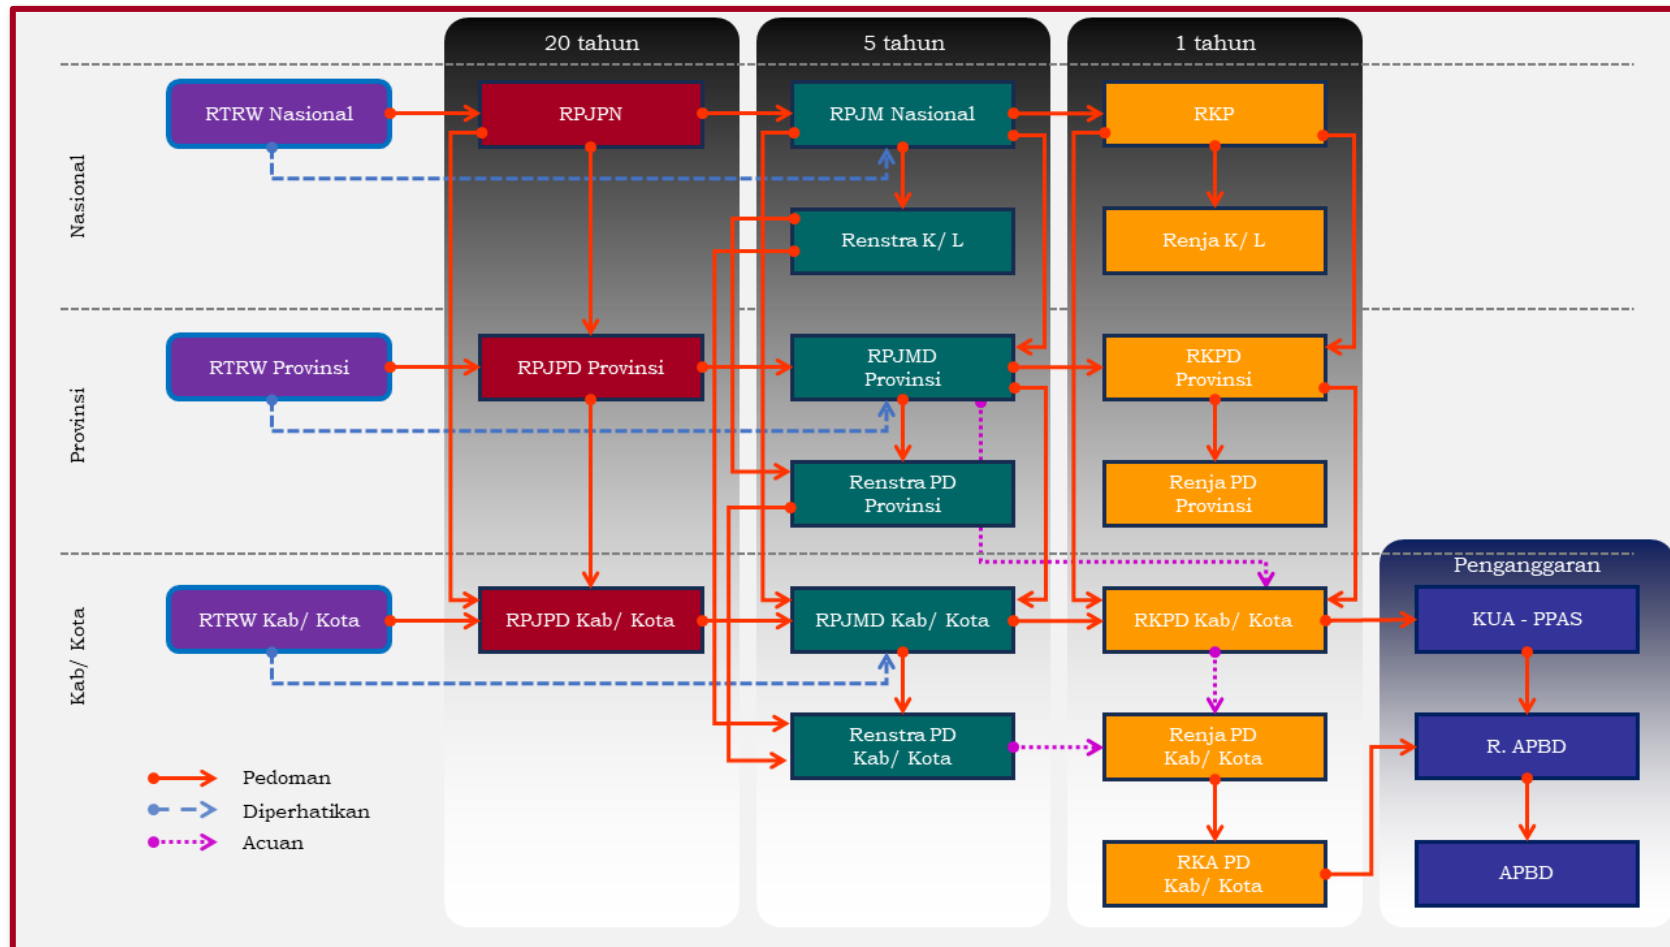 20 tahun
5 tahun
1 tahun
Nasional
RTRW Nasional
RPJPN
RPJM Nasional
RKP
Renstra K/ L
Renja K/ L
Provinsi
RTRW Provinsi
RPJPD Provinsi
RPJMD
Provinsi
RKPD
Provinsi
Renstra PD
Provinsi
Renja PD
Provinsi
Penganggaran
Kab/ Kota
RTRW Kab/ Kota
RPJPD Kab/ Kota
RPJMD Kab/ Kota
RKPD Kab/ Kota
KUA - PPAS
Renstra PD
Kab/ Kota
Renja PD
Kab/ Kota
R. APBD
RKA PD
Kab/ Kota
APBD
Pedoman
Diperhatikan
Acuan